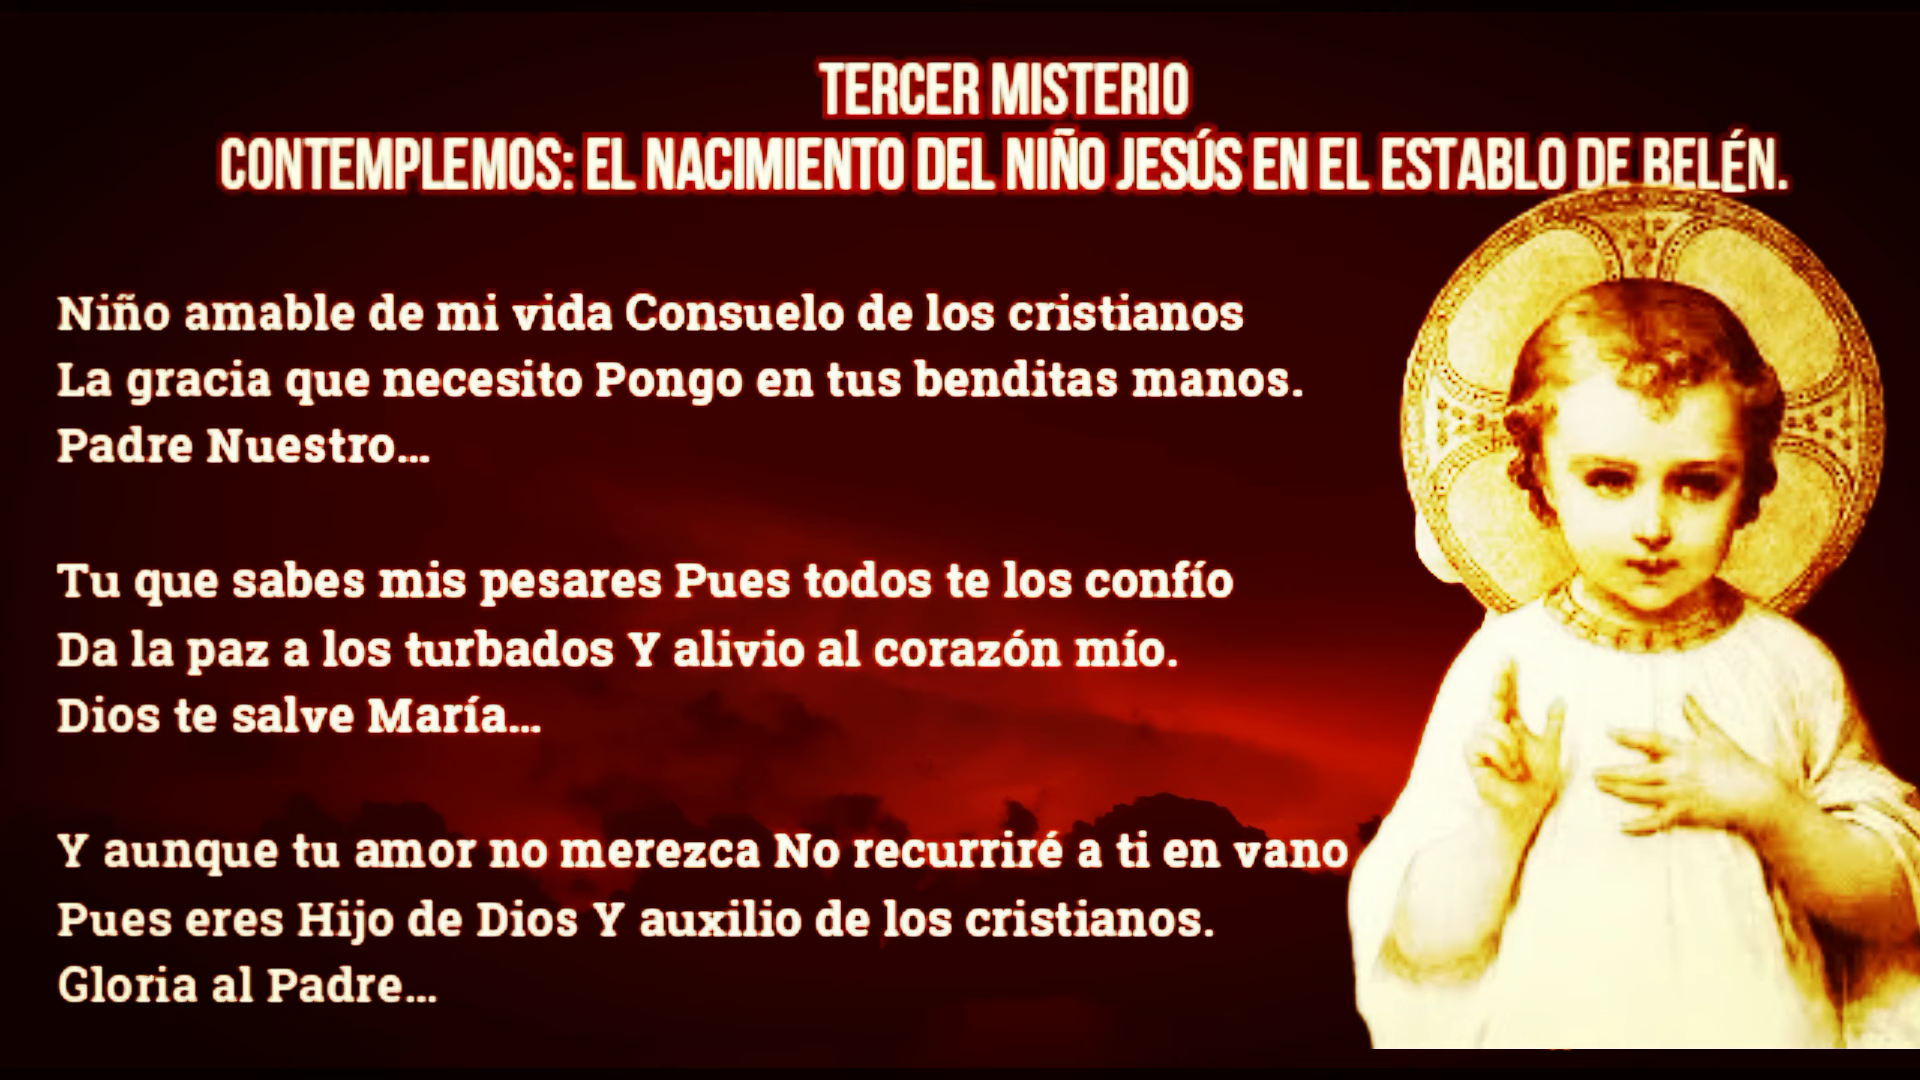 TERCER MISTERIO
CONTEMPLEMOS: EL NACIMIENTO DEL NIÑO JESÚS EN EL ESTABLO DE BELÉN.
Niño amable de mi vida Consuelo de los cristianos
La gracia que necesito Pongo en tus benditas manos.
Padre Nuestro...
Tu que sabes mis pesares Pues todos te los confío
Da la paz a los turbados Y alivio al corazón mío.
Dios te salve María...
Y aunque tu amor no merezca No recurriré a ti en vano
Pues eres Hijo de Dios Y auxilio de los cristianos.
Gloria al Padre...